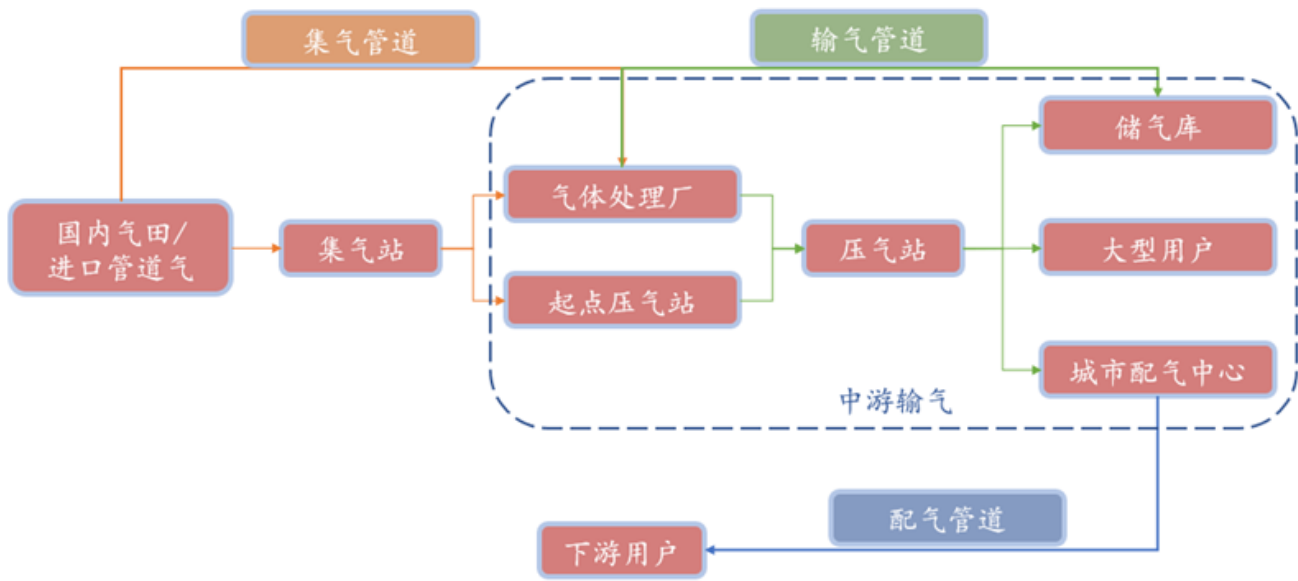 集气管道
输气管道
储气库
气体处理厂
国内气田/
进口管道气
集气站
压气站
大型用户
起点压气站
城市配气中心
中游输气
配气管道
下游用户